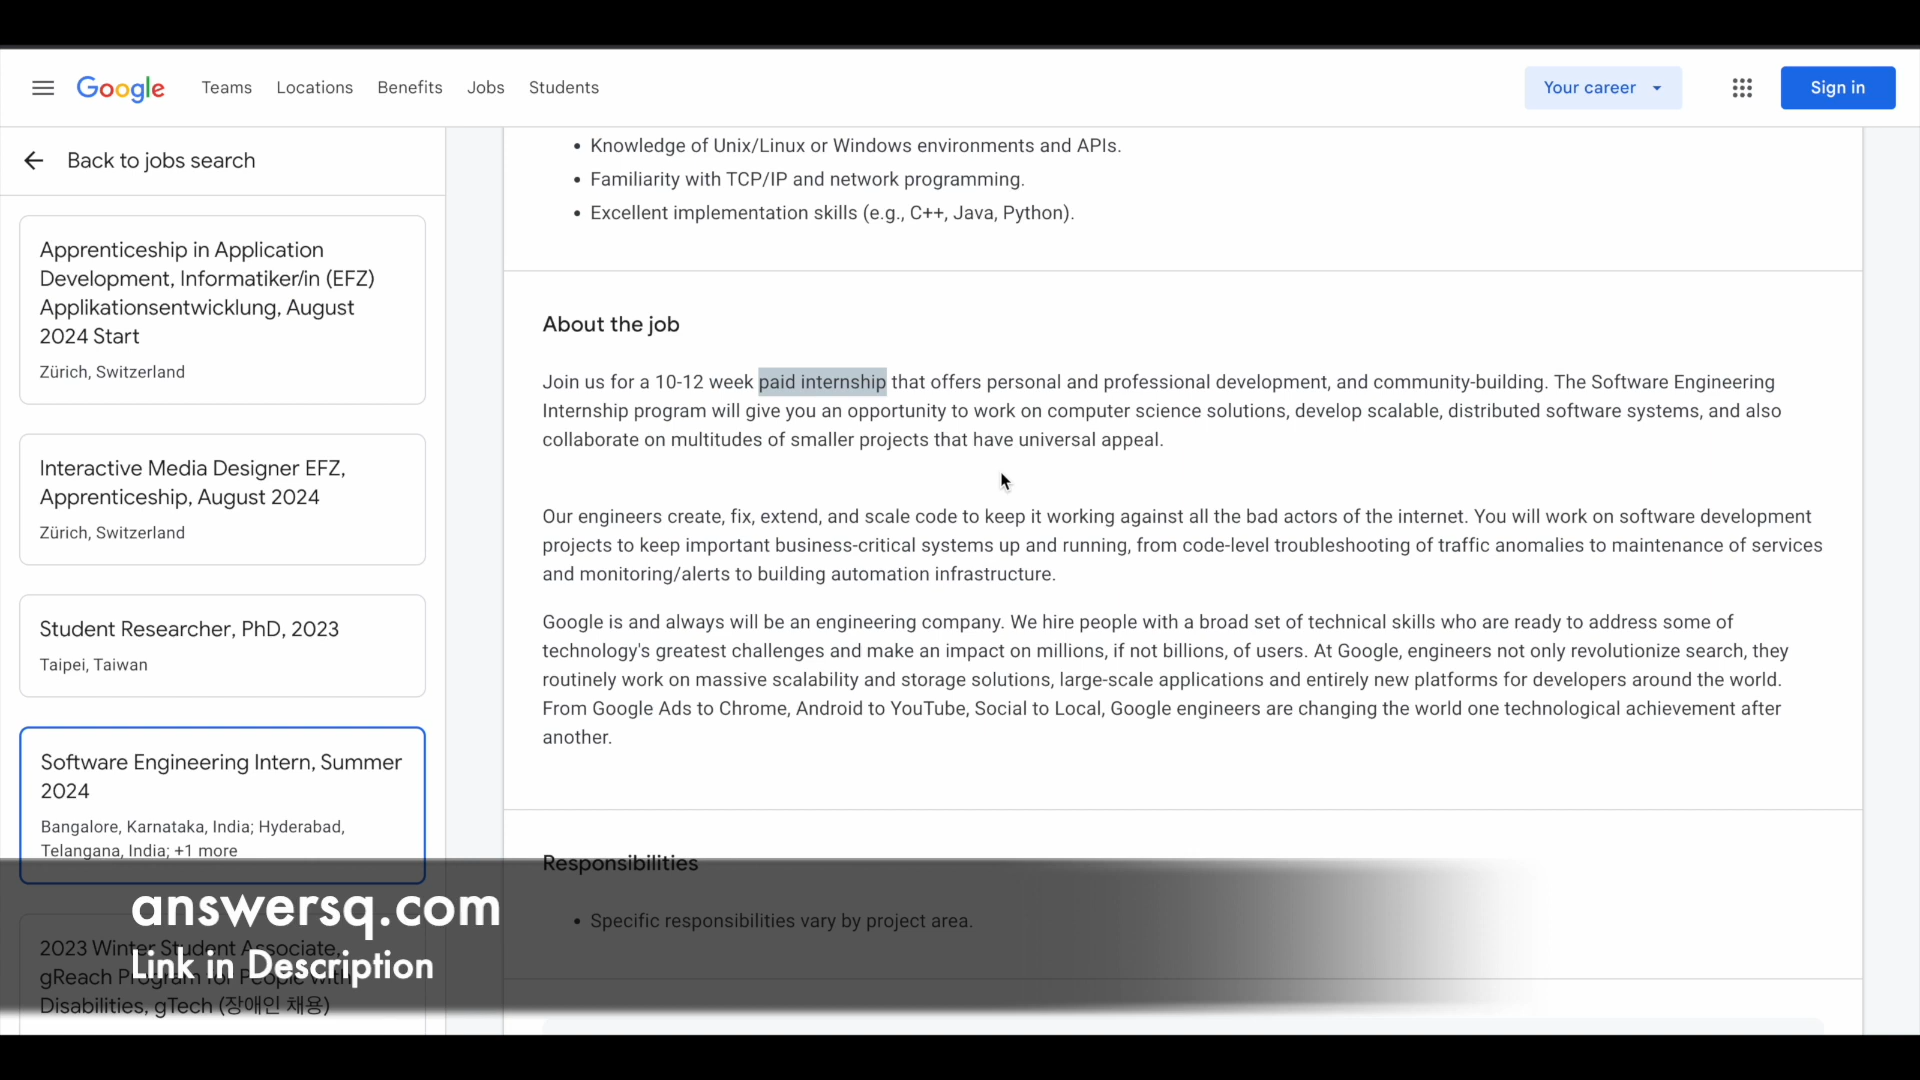 Google
Teams
Locations
Benefits
Jobs
Students
Your career
Sign in
Back to jobs search
Apprenticeship in Application
Development, Informatiker/in (EFZ)
Applikationsentwicklung, August
2024 Start
Zürich, Switzerland
Interactive Media Designer EFZ,
Apprenticeship, August 2024
Zürich, Switzerland
Student Researcher, PhD, 2023
Taipei, Taiwan
Software Engineering Intern, Summer
2024
Bangalore, Karnataka, India; Hyderabad,
Telangana, India; +1 more
2023 Winter Student Associate,
gReach Program for People with
Disabilities, gTech (장애인 채용)
• Knowledge of Unix/Linux or Windows environments and APIs.
• Familiarity with TCP/IP and network programming.
• Excellent implementation skills (e.g., C++, Java, Python).
About the job
Join us for a 10-12 week paid internship that offers personal and professional development, and community-building. The Software Engineering
Internship program will give you an opportunity to work on computer science solutions, develop scalable, distributed software systems, and also
collaborate on multitudes of smaller projects that have universal appeal.
Our engineers create, fix, extend, and scale code to keep it working against all the bad actors of the internet. You will work on software development
projects to keep important business-critical systems up and running, from code-level troubleshooting of traffic anomalies to maintenance of services
and monitoring/alerts to building automation infrastructure.
Google is and always will be an engineering company. We hire people with a broad set of technical skills who are ready to address some of
technology's greatest challenges and make an impact on millions, if not billions, of users. At Google, engineers not only revolutionize search, they
routinely work on massive scalability and storage solutions, large-scale applications and entirely new platforms for developers around the world.
From Google Ads to Chrome, Android to YouTube, Social to Local, Google engineers are changing the world one technological achievement after
another.
Responsibilities
• Specific responsibilities vary by project area.
answersq.com
Link in Description